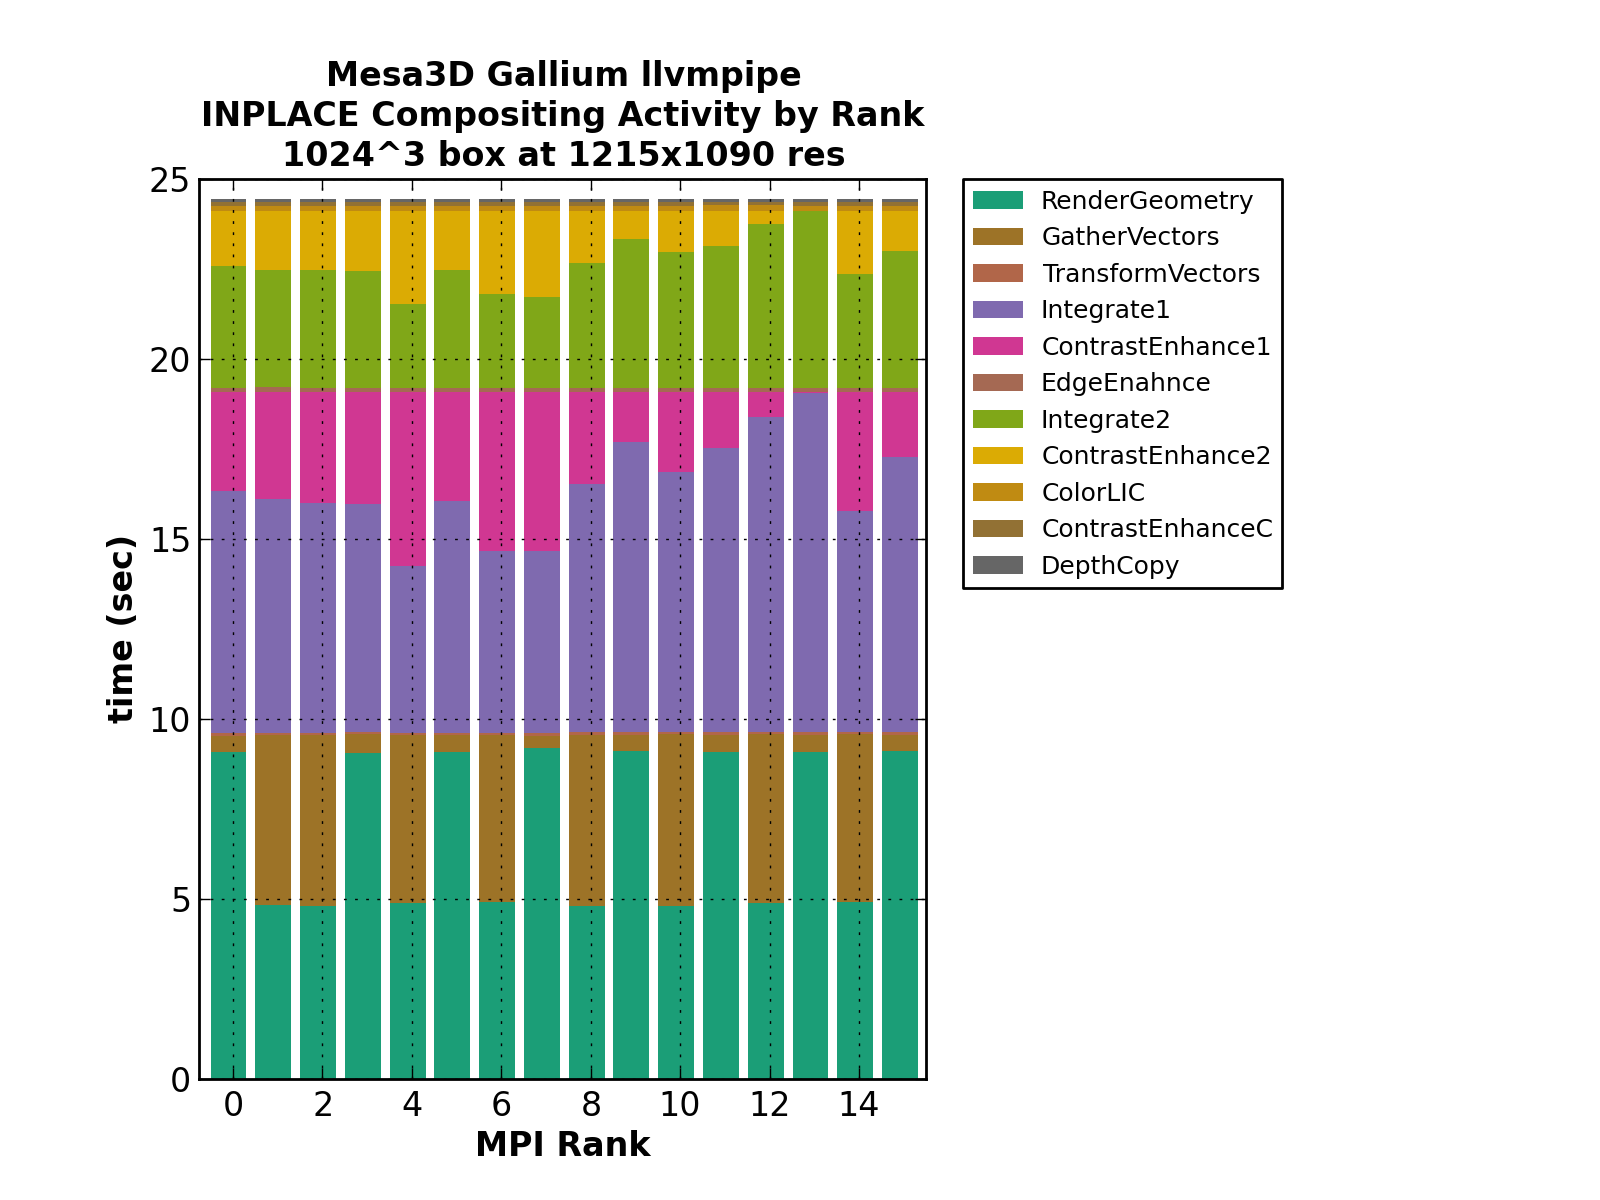 Mesa3D Gallium llvmpipe
INPLACE Compositing Activity by Rank
1024^3 box at 1215x1090 res
25
20
15
10
5
0
time (sec)
0 2 4 6 8 10 12 14
MPI Rank
RenderGeometry
GatherVectors
TransformVectors
Integrate1
ContrastEnhance1
EdgeEnahnce
Integrate2
ContrastEnhance2
ColorLIC
ContrastEnhanceC
DepthCopy